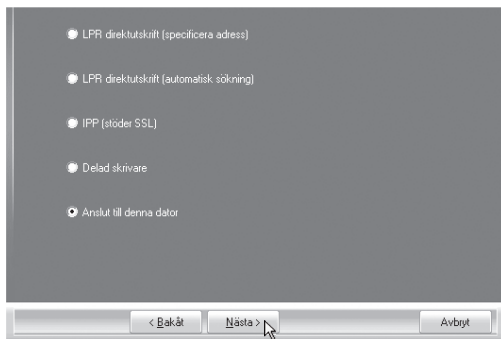 LPR direktutskrift (specificera adress)
LPR direktutskrift (automatisk sökning)
IPP (stöder SSL)
Delad skrivare
Anslut till denna dator
< Bakåt Nästa > Avbryt